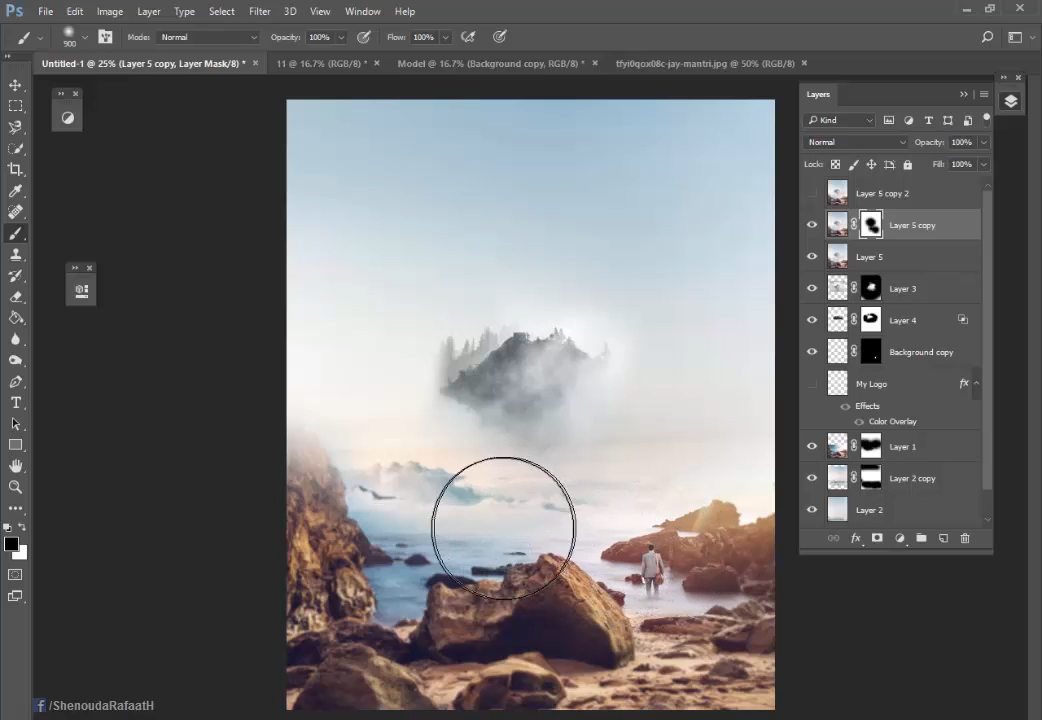 Ps File Edit Image Layer Type Select Filter 3D View Window Help
900 Mode: Normal Opacity: 100% Flow: 100%
Untitled-1 @ 25% (Layer 5 copy, Layer Mask/8) * × 11 @ 16.7% (RGB/8) * × Model @ 16.7% (Background copy, RGB/8) * × tfyi0qox08c-jay-mantri.jpg @ 50% (RGB/8) ×
Layers
Kind
Normal Opacity: 100%
Lock: Fill: 100%
Layer 5 copy 2
Layer 5 copy
Layer 5
Layer 3
Layer 4
Background copy
My Logo fx
Effects
Color Overlay
Layer 1
Layer 2 copy
Layer 2
fx
f /ShenoudaRafaatH